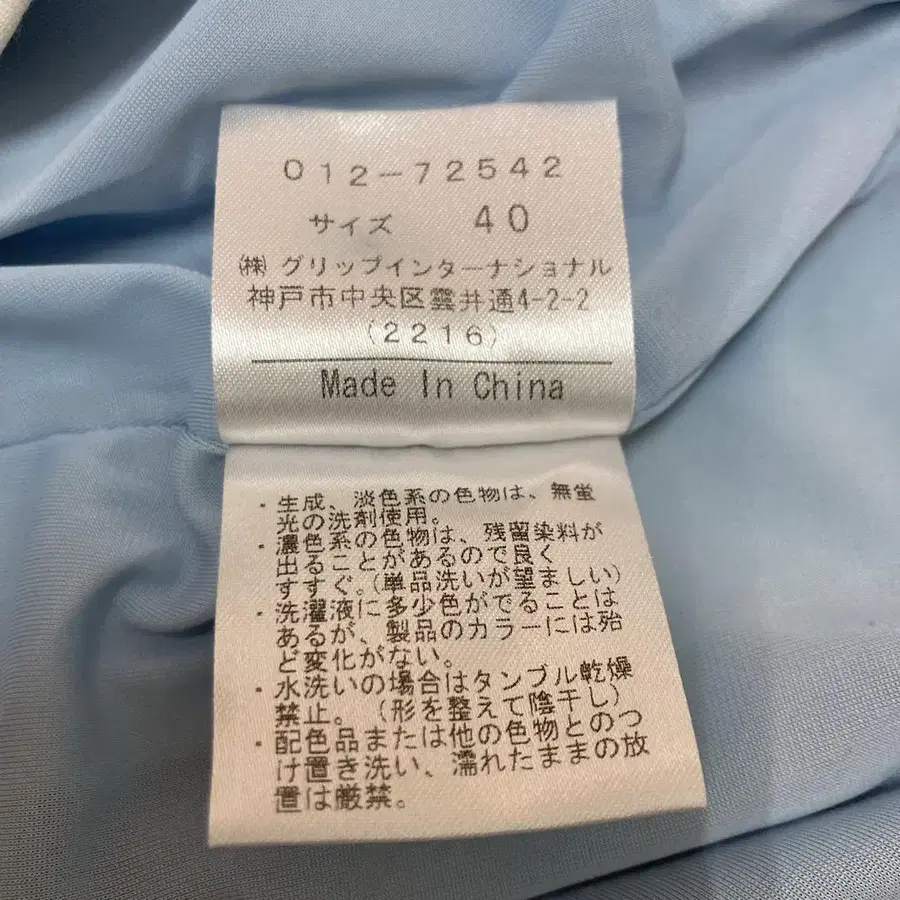 012-72542
サイズ 40
㈱ グリップインターナショナル
神戸市中央区雲井通4-2-2
(2216)
Made In China
・生成、淡色系の色物は、無蛍
光の洗剤使用。
・濃色系の色物は、残留染料が
出ることがあるので良く
すすぐ。(単品洗いが望ましい)
・洗濯液に多少色がでることは
あるが、製品のカラーには殆
ど変化がない。
・水洗いの場合はタンブル乾燥
禁止。（形を整えて陰干し）
・配色品または他の色物とのつ
け置き洗い、濡れたままの放
置は厳禁。